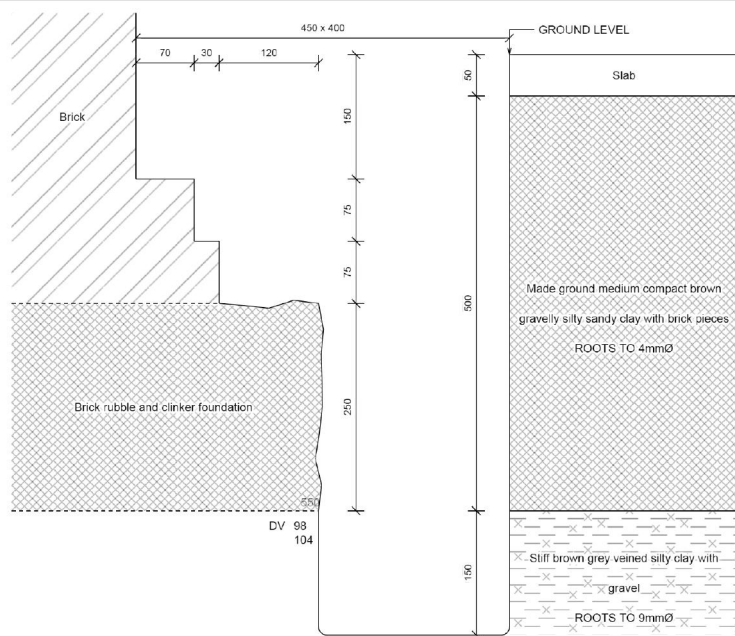 450 x 400
GROUND LEVEL
70
30
120
50
Slab
150
Brick
75
75
500
Made ground medium compact brown
gravelly silty sandy clay with brick pieces
ROOTS TO 4mmØ
Brick rubble and clinker foundation
250
550
DV 98
104
150
Stiff brown grey veined silty clay with
gravel
ROOTS TO 9mmØ